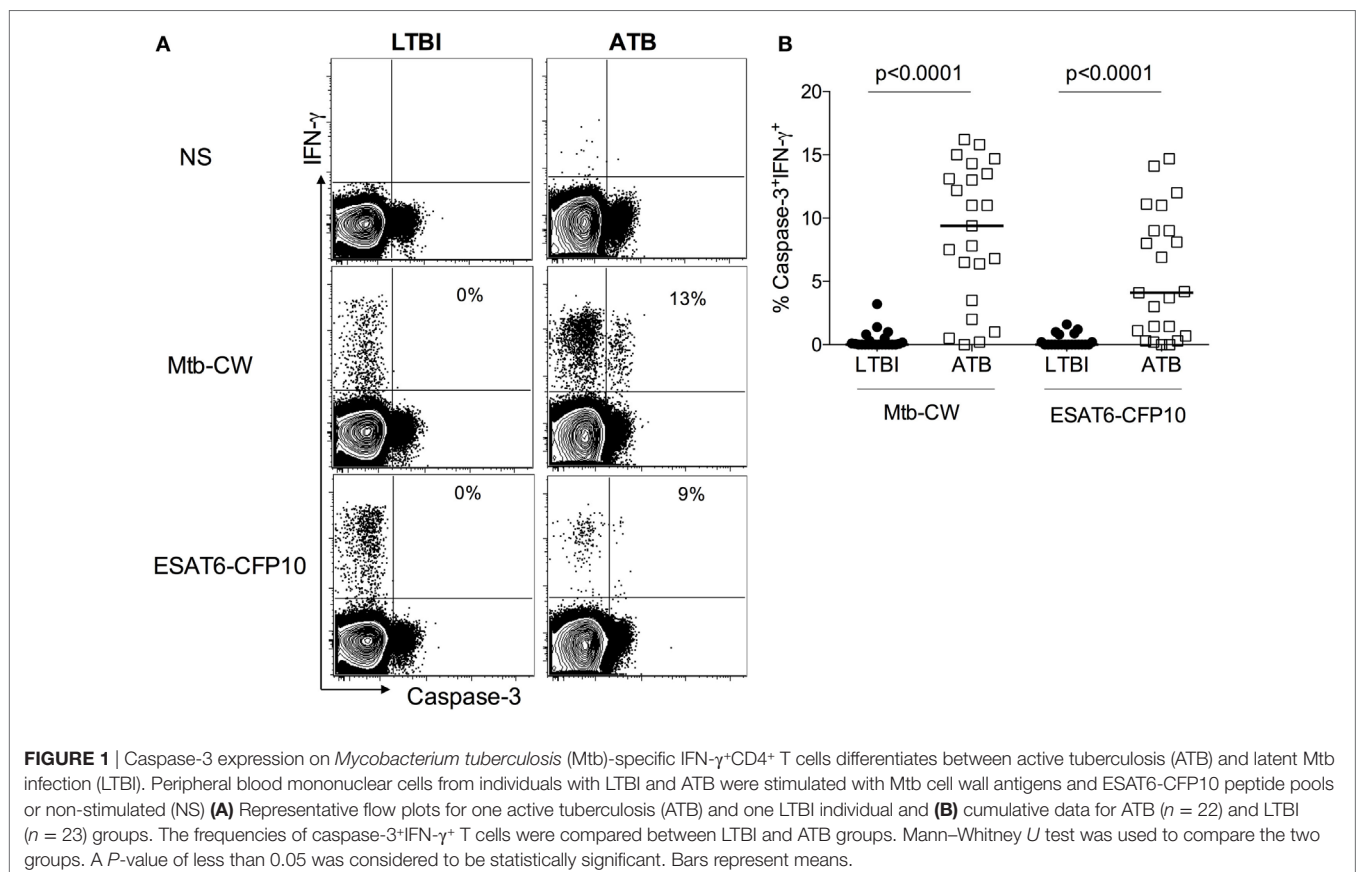 A
LTBI
ATB
NS
IFN-γ
Mtb-CW
0%
13%
ESAT6-CFP10
0%
9%
Caspase-3
B
p<0.0001
p<0.0001
% Caspase-3⁺IFN-γ⁺
20
15
10
5
0
LTBI
ATB
LTBI
ATB
Mtb-CW
ESAT6-CFP10
FIGURE 1 | Caspase-3 expression on Mycobacterium tuberculosis (Mtb)-specific IFN-γ⁺CD4⁺ T cells differentiates between active tuberculosis (ATB) and latent Mtb
infection (LTBI). Peripheral blood mononuclear cells from individuals with LTBI and ATB were stimulated with Mtb cell wall antigens and ESAT6-CFP10 peptide pools
or non-stimulated (NS) (A) Representative flow plots for one active tuberculosis (ATB) and one LTBI individual and (B) cumulative data for ATB (n = 22) and LTBI
(n = 23) groups. The frequencies of caspase-3⁺IFN-γ⁺ T cells were compared between LTBI and ATB groups. Mann–Whitney U test was used to compare the two
groups. A P-value of less than 0.05 was considered to be statistically significant. Bars represent means.